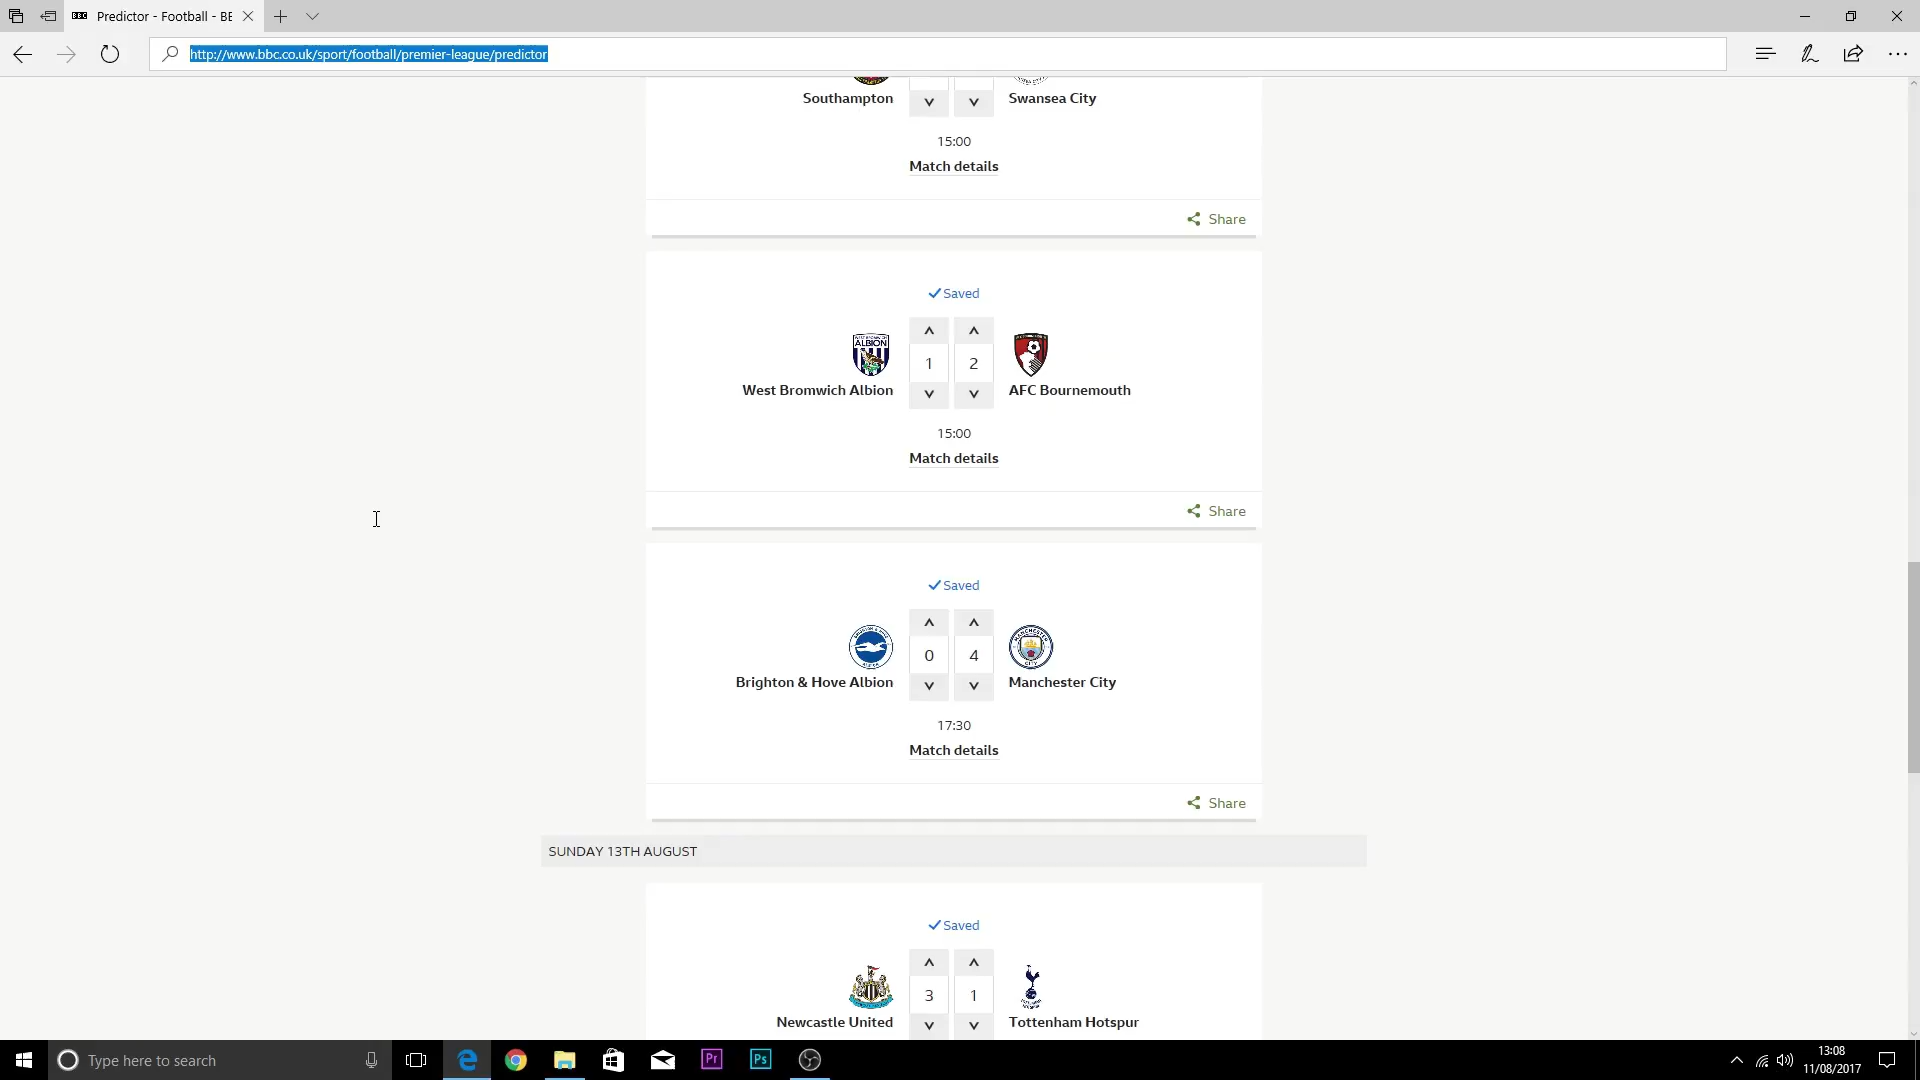 Predictor - Football - BE
http://www.bbc.co.uk/sport/football/premier-league/predictor
Southampton
Swansea City
15:00
Match details
Share
Saved
1 2
West Bromwich Albion
AFC Bournemouth
15:00
Match details
Share
Saved
0 4
Brighton & Hove Albion
Manchester City
17:30
Match details
Share
SUNDAY 13TH AUGUST
Saved
3 1
Newcastle United
Tottenham Hotspur
Type here to search
Pr
Ps
13:08
11/08/2017